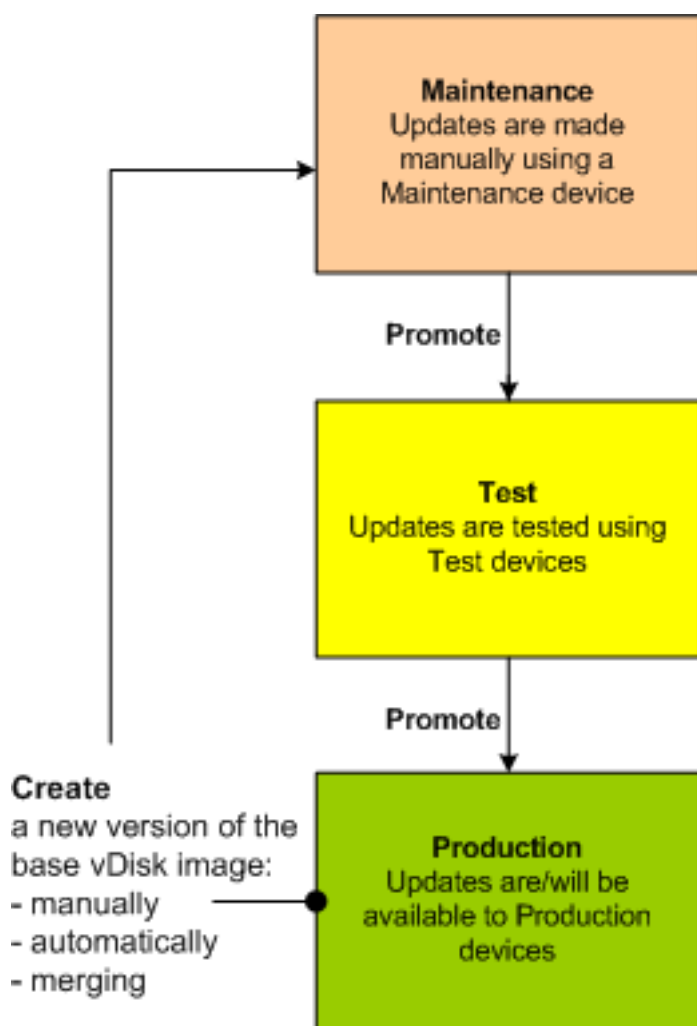 Maintenance
Updates are made
manually using a
Maintenance device
Promote
Test
Updates are tested using
Test devices
Promote
Create
a new version of the
base vDisk image:
- manually
- automatically
- merging
Production
Updates are/will be
available to Production
devices